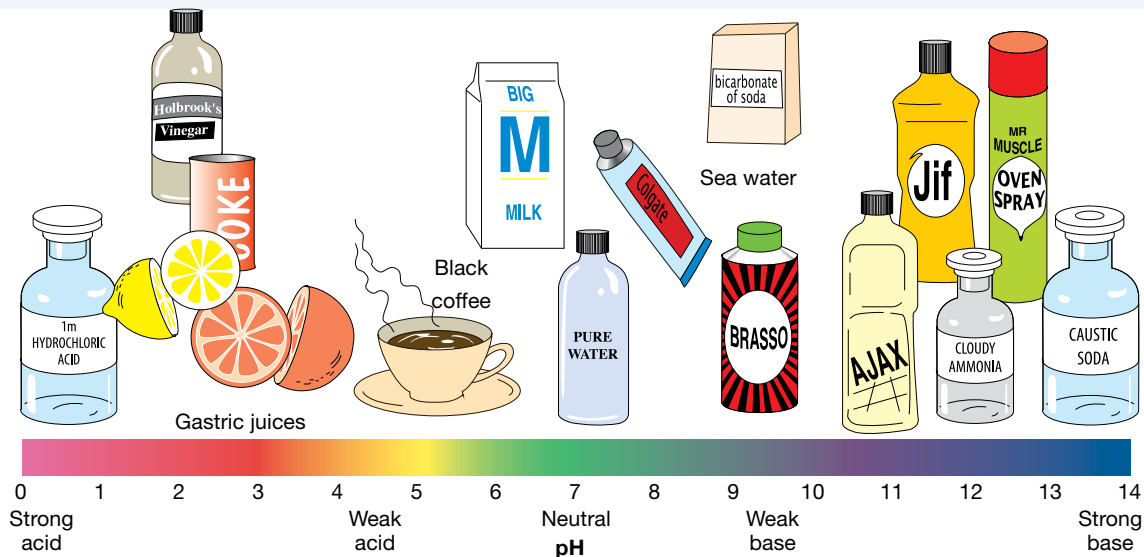 Holbrook's
Vinegar
COKE
1m
HYDROCHLORIC
ACID
Gastric juices
Black
coffee
BIG
M
MILK
PURE
WATER
Colgate
bicarbonate
of soda
Sea water
BRASSO
AJAX
Jif
CLOUDY
AMMONIA
MR
MUSCLE
OVEN
SPRAY
CAUSTIC
SODA
0 1 2 3 4 5 6 7 8 9 10 11 12 13 14
Strong
acid
Weak
acid
Neutral
pH
Weak
base
Strong
base